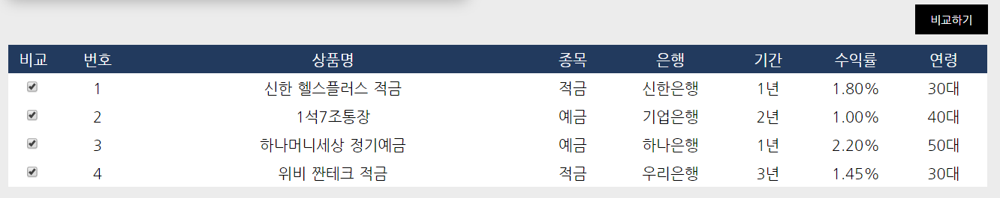 비교하기
비교 번호 상품명 종목 은행 기간 수익률 연령
1 신한 헬스플러스 적금 적금 신한은행 1년 1.80% 30대
2 1석7조통장 예금 기업은행 2년 1.00% 40대
3 하나머니세상 정기예금 예금 하나은행 1년 2.20% 50대
4 위비 짠테크 적금 적금 우리은행 3년 1.45% 30대